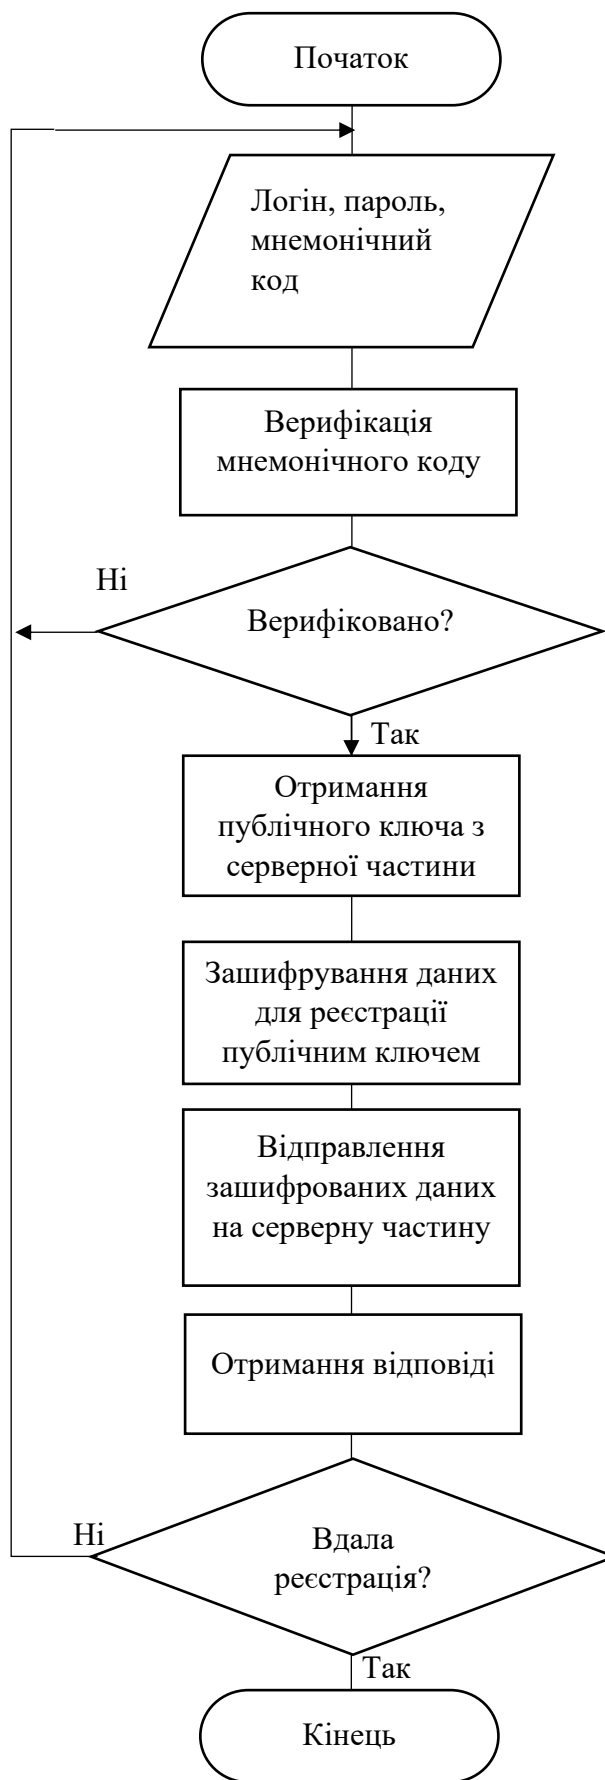 Початок
Логін, пароль,
мнемонічний
код
Верифікація
мнемонічного коду
Ні
Верифіковано?
Так
Отримання
публічного ключа з
серверної частини
Зашифрування даних
для реєстрації
публічним ключем
Відправлення
зашифрованих даних
на серверну частину
Отримання відповіді
Ні
Вдала
реєстрація?
Так
Кінець